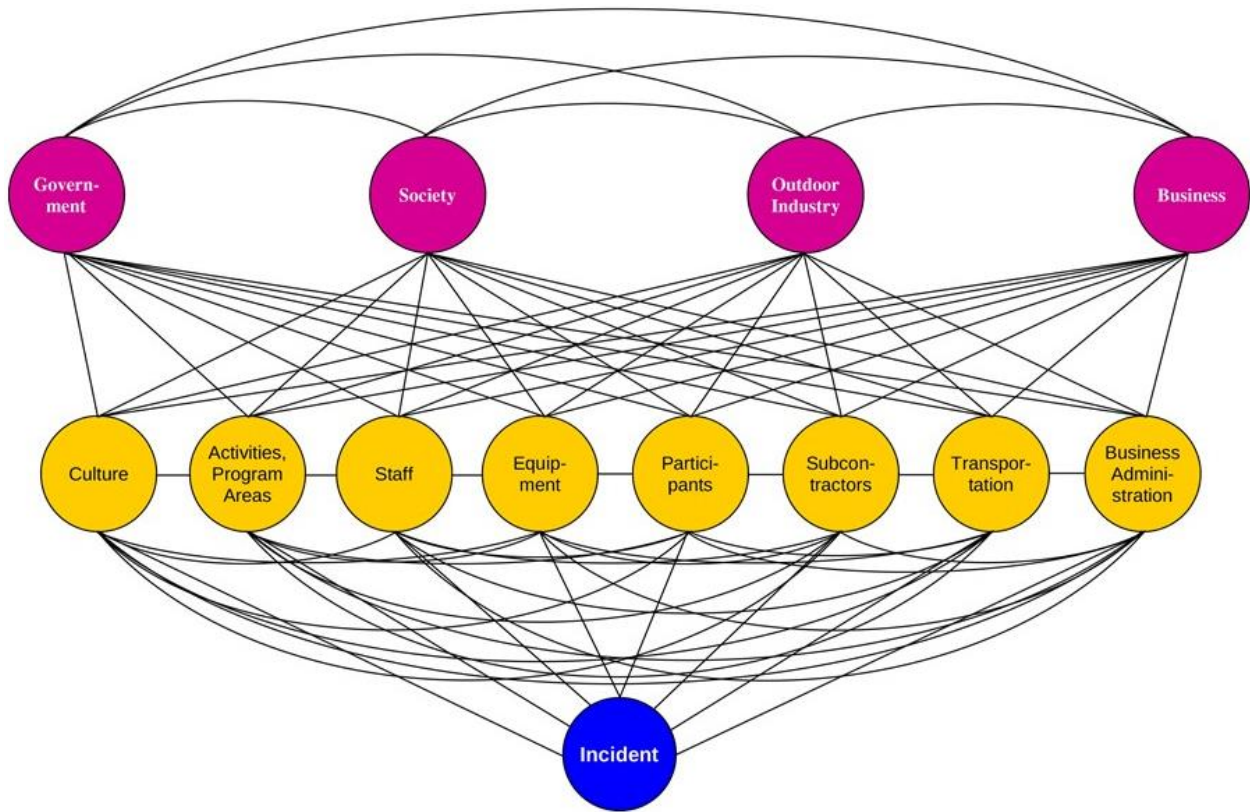 Govern-
ment
Society
Outdoor
Industry
Business
Culture
Activities,
Program
Areas
Staff
Equip-
ment
Partici-
pants
Subcon-
tractors
Transpor-
tation
Business
Admini-
stration
Incident